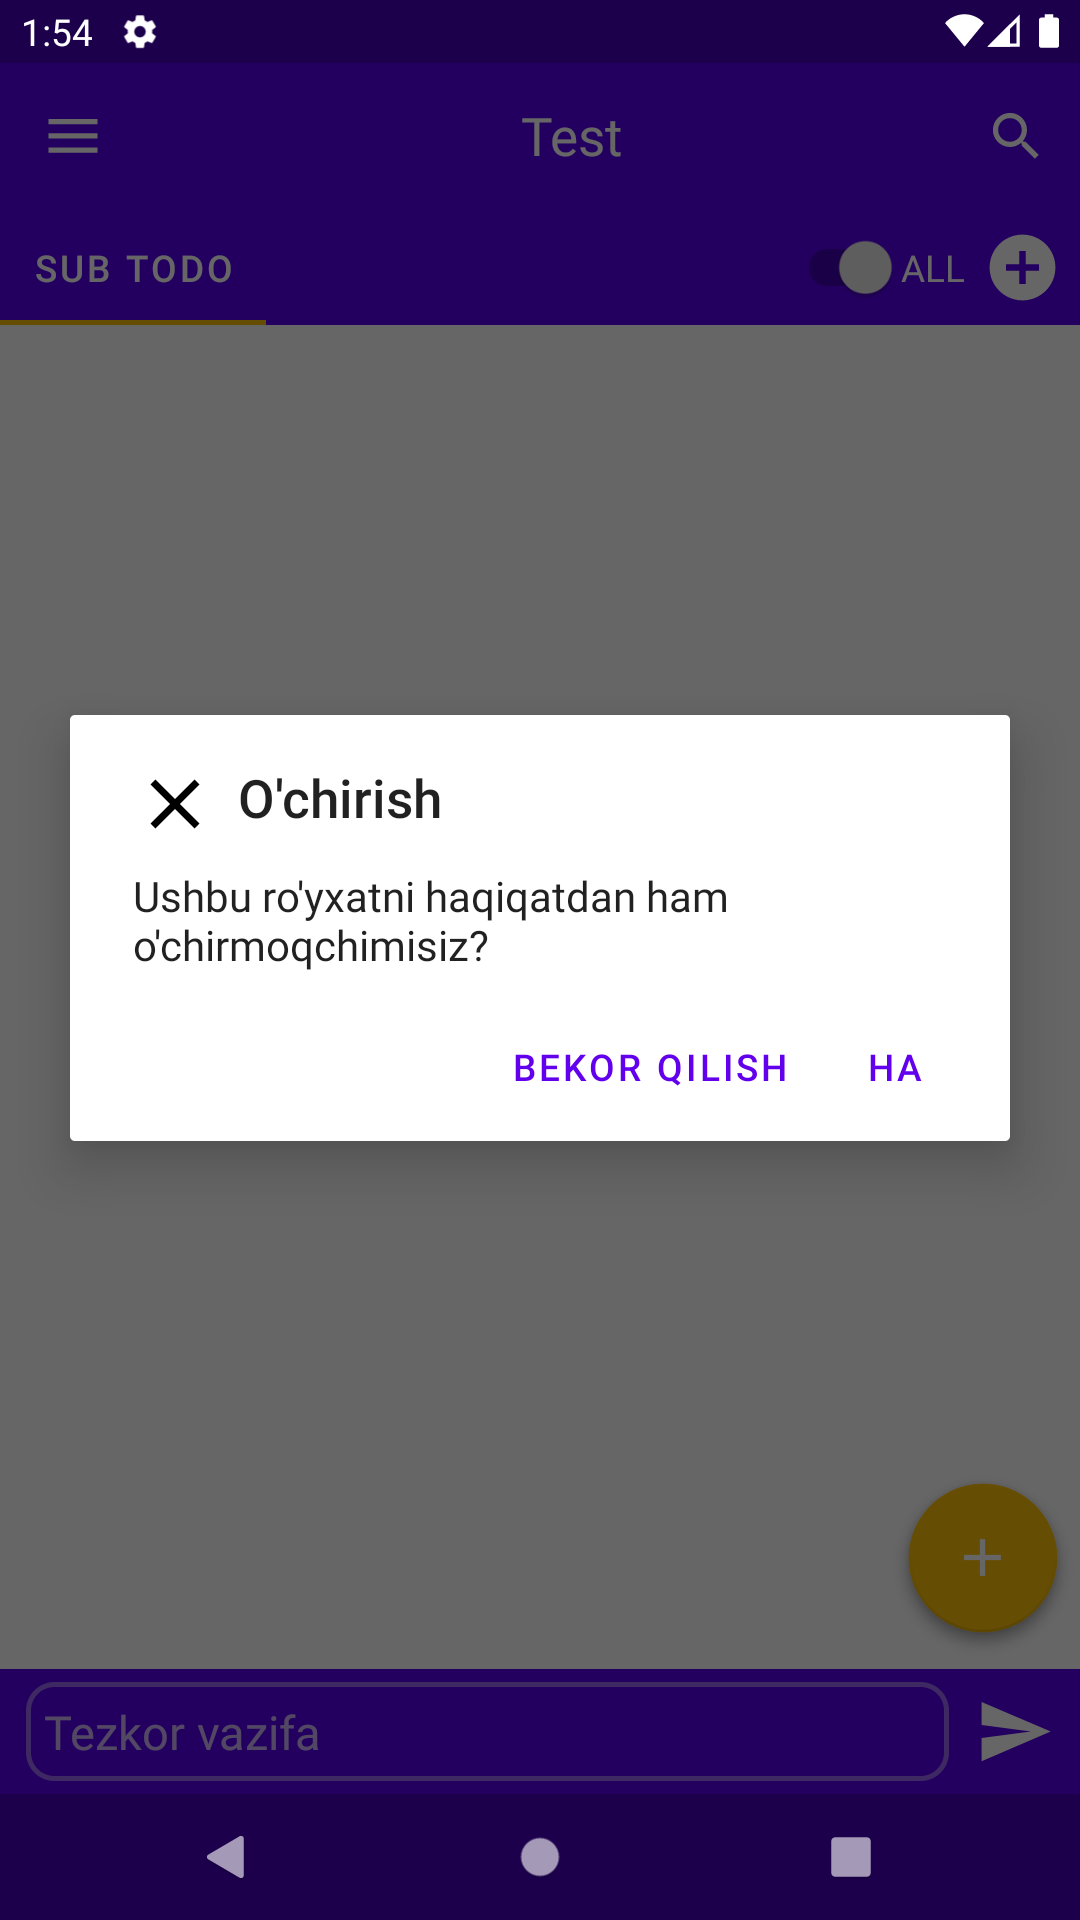 1:54
Test
SUB TODO
ALL
O'chirish
Ushbu ro'yxatni haqiqatdan ham
o'chirmoqchimisiz?
BEKOR QILISH
HA
Tezkor vazifa